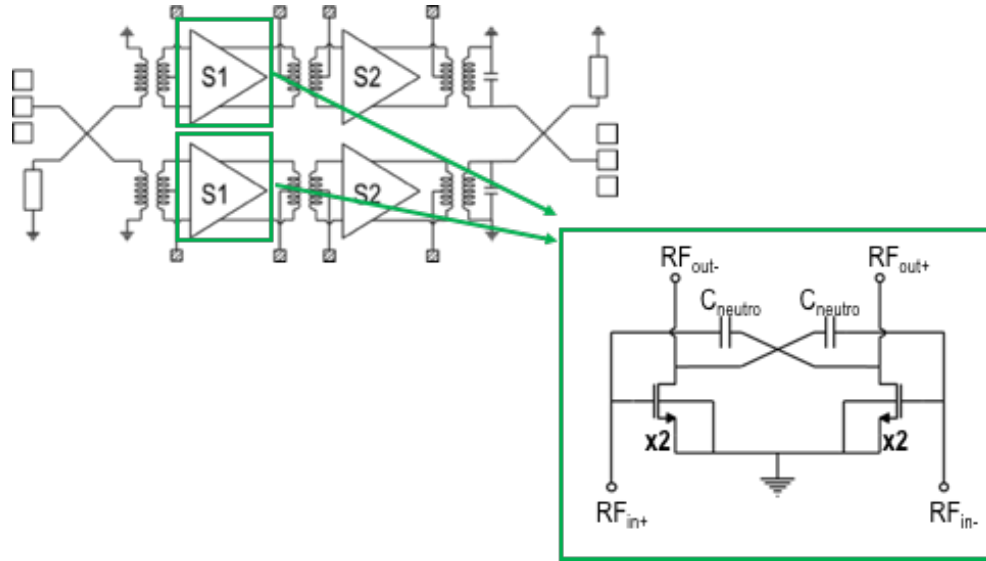 S1
S2
S1
S2
RFout-
RFout+
Cneutro
Cneutro
x2
x2
RFin+
RFin-